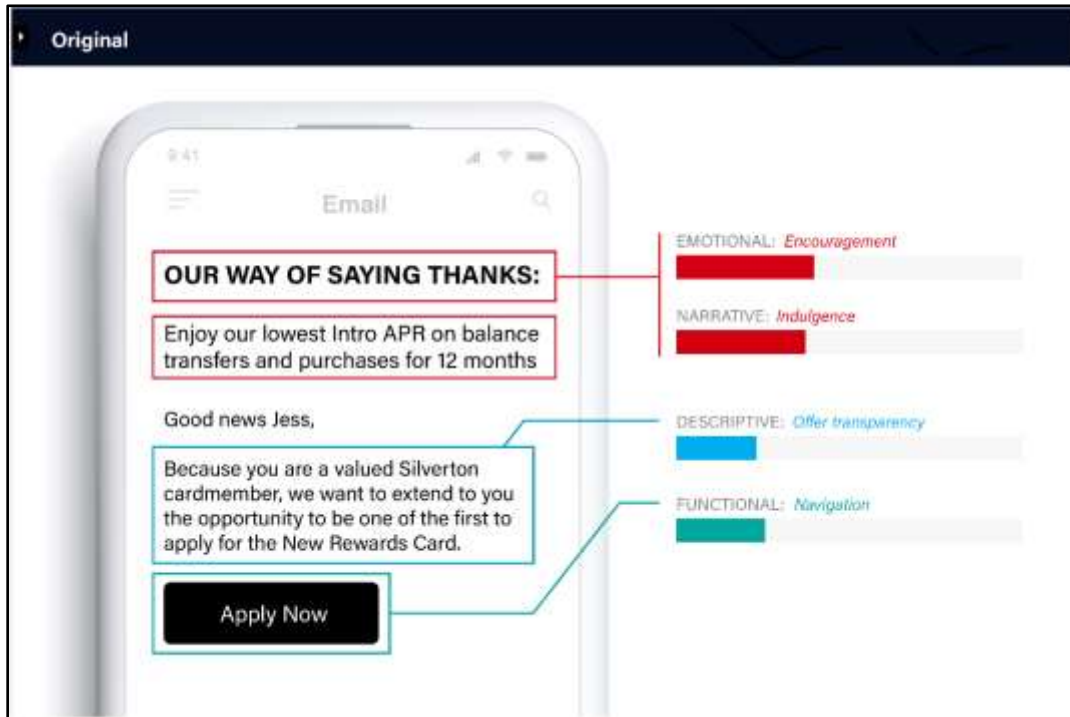 Original
9:41
Email
OUR WAY OF SAYING THANKS:
Enjoy our lowest Intro APR on balance
transfers and purchases for 12 months
Good news Jess,
Because you are a valued Silverton
cardmember, we want to extend to you
the opportunity to be one of the first to
apply for the New Rewards Card.
Apply Now
EMOTIONAL: Encouragement
NARRATIVE: Indulgence
DESCRIPTIVE: Offer transparency
FUNCTIONAL: Navigation